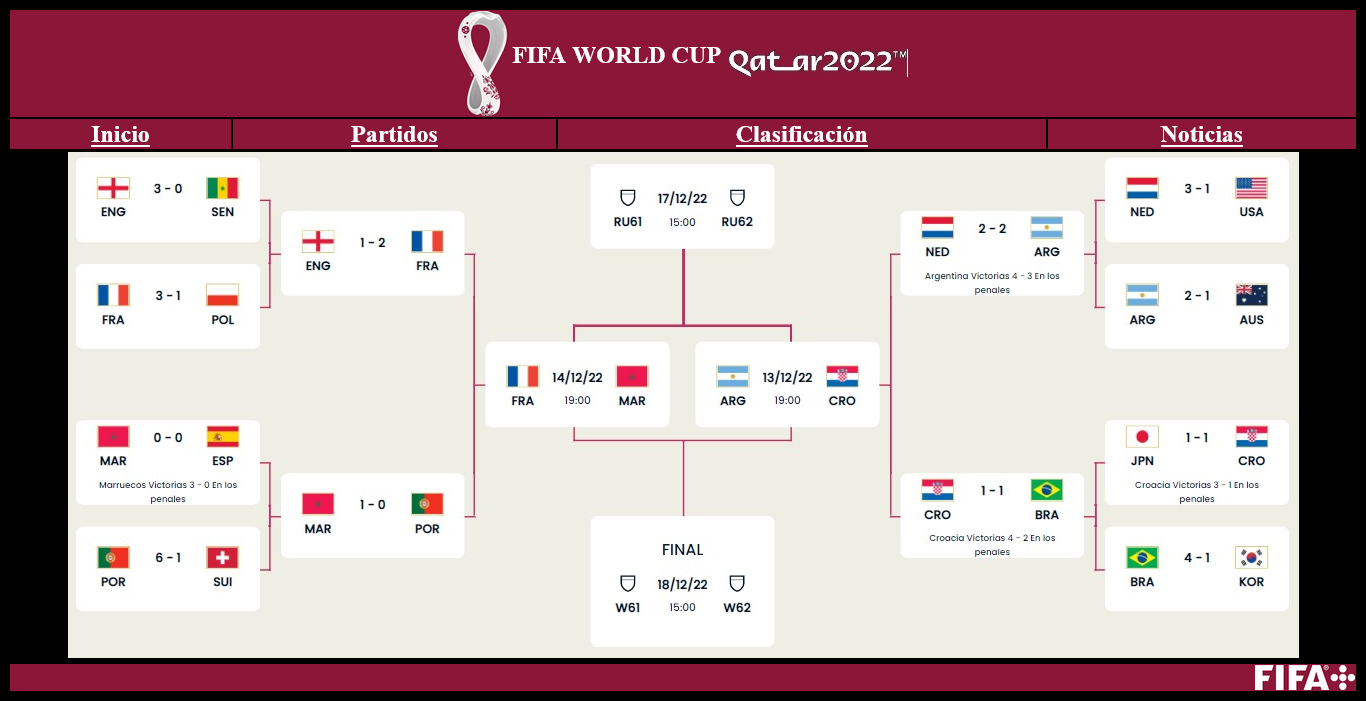 FIFA WORLD CUP Qatar2022™
Inicio
Partidos
Clasificación
Noticias
3 - 0
ENG SEN
3 - 1
FRA POL
0 - 0
MAR ESP
Marruecos Victorias 3 - 0 En los
penales
6 - 1
POR SUI
1 - 2
ENG FRA
1 - 0
MAR POR
14/12/22
FRA 19:00 MAR
17/12/22
RU61 15:00 RU62
13/12/22
ARG 19:00 CRO
FINAL
18/12/22
W61 15:00 W62
2 - 2
NED ARG
Argentina Victorias 4 - 3 En los
penales
1 - 1
CRO BRA
Croacia Victorias 4 - 2 En los
penales
3 - 1
NED USA
2 - 1
ARG AUS
1 - 1
JPN CRO
Croacia Victorias 3 - 1 En los
penales
4 - 1
BRA KOR
FIFA®